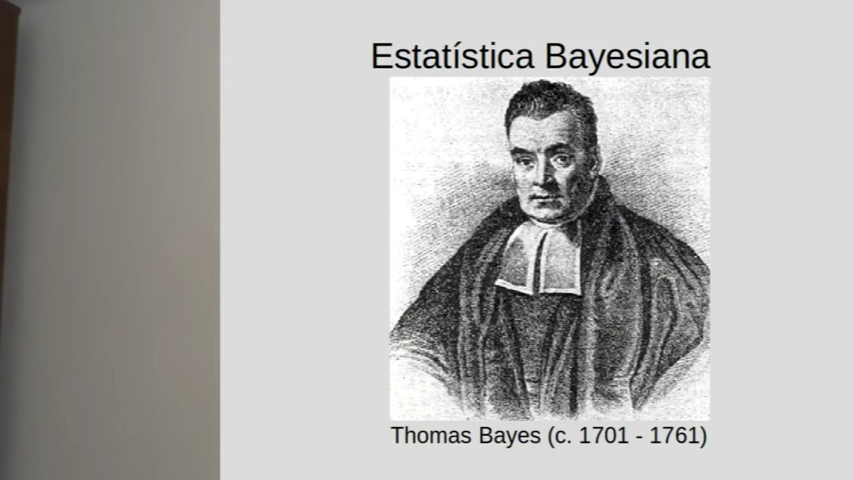 Estatística Bayesiana
Thomas Bayes (c. 1701 - 1761)